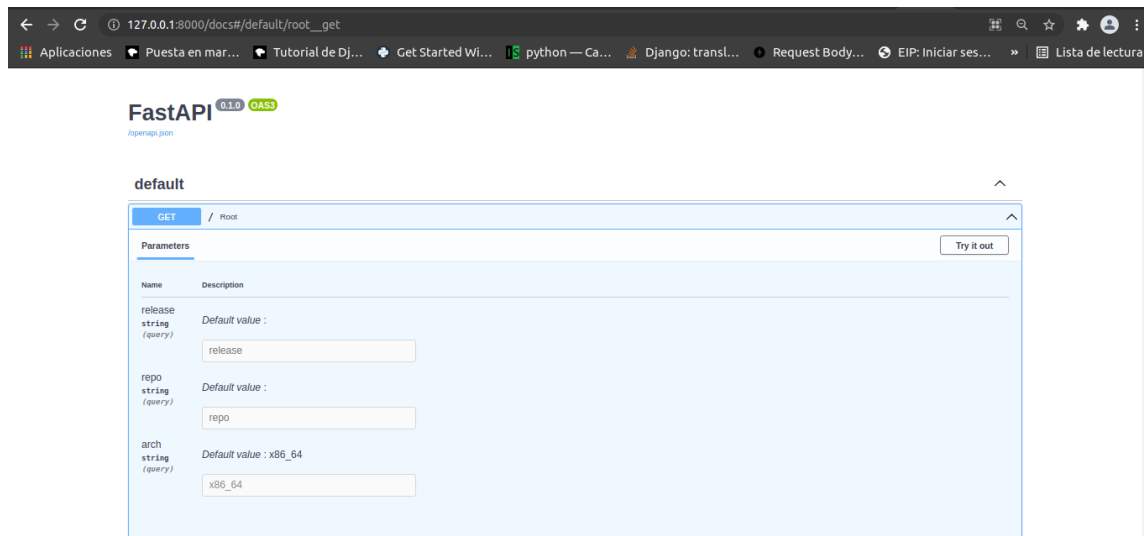 127.0.0.1:8000/docs#/default/root__get
Aplicaciones Puesta en mar... Tutorial de Dj... Get Started Wi... python — Ca... Django: transl... Request Body... EIP: Iniciar ses... » Lista de lectura
FastAPI 0.1.0 OAS3
/openapi.json
default
GET / Root
Parameters Try it out
Name Description
release
string
(query)
Default value :
release
repo
string
(query)
Default value :
repo
arch
string
(query)
Default value : x86_64
x86_64